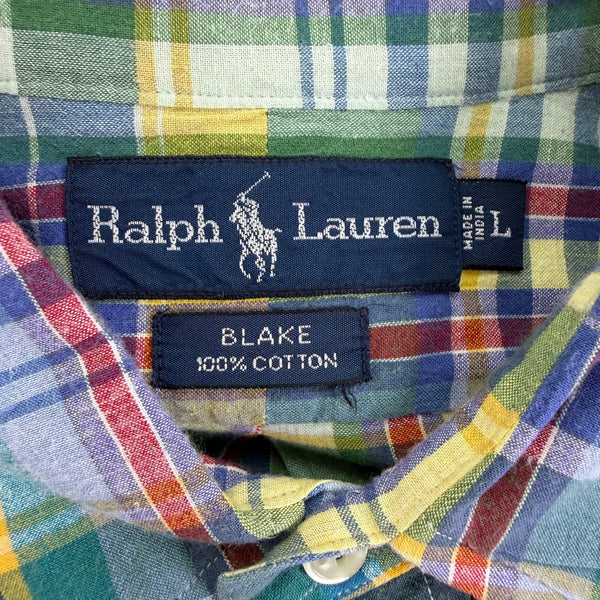 Ralph Lauren
MADE IN
INDIA
L
BLAKE
100% COTTON